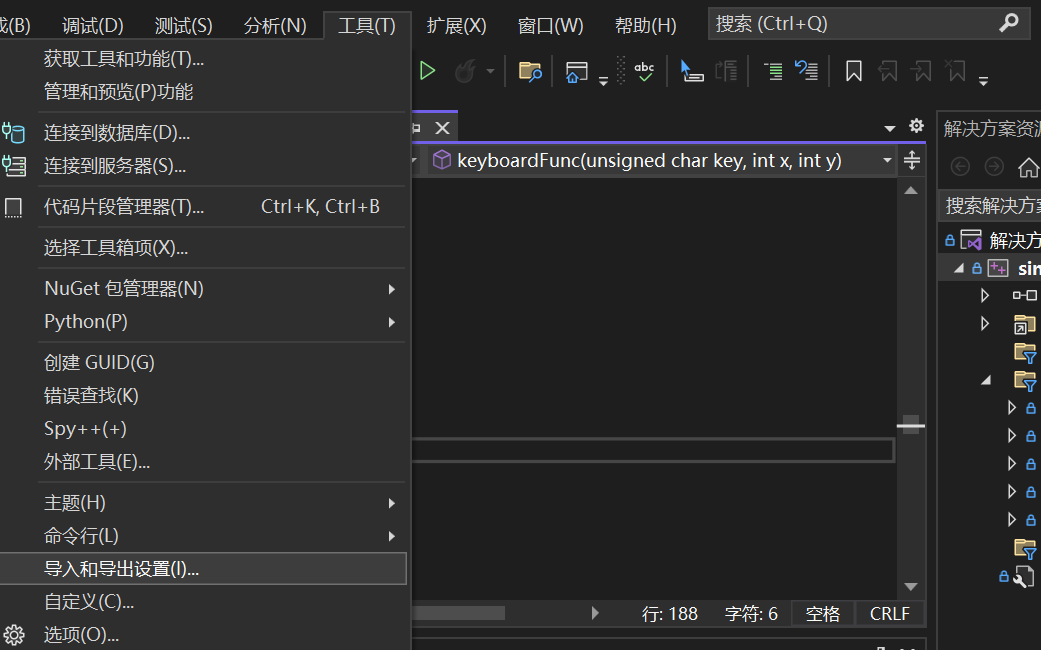 (B) 调试(D) 测试(S) 分析(N) 工具(T) 扩展(X) 窗口(W) 帮助(H) 搜索 (Ctrl+Q)
获取工具和功能(T)...
管理和预览(P)功能
连接到数据库(D)...
连接到服务器(S)...
代码片段管理器(T)... Ctrl+K, Ctrl+B
选择工具箱项(X)...
NuGet 包管理器(N)
Python(P)
创建 GUID(G)
错误查找(K)
Spy++(+)
外部工具(E)...
主题(H)
命令行(L)
导入和导出设置(I)...
自定义(C)...
选项(O)...
abc
keyboardFunc(unsigned char key, int x, int y)
行: 188 字符: 6 空格 CRLF
解决方案资
搜索解决方
解决方